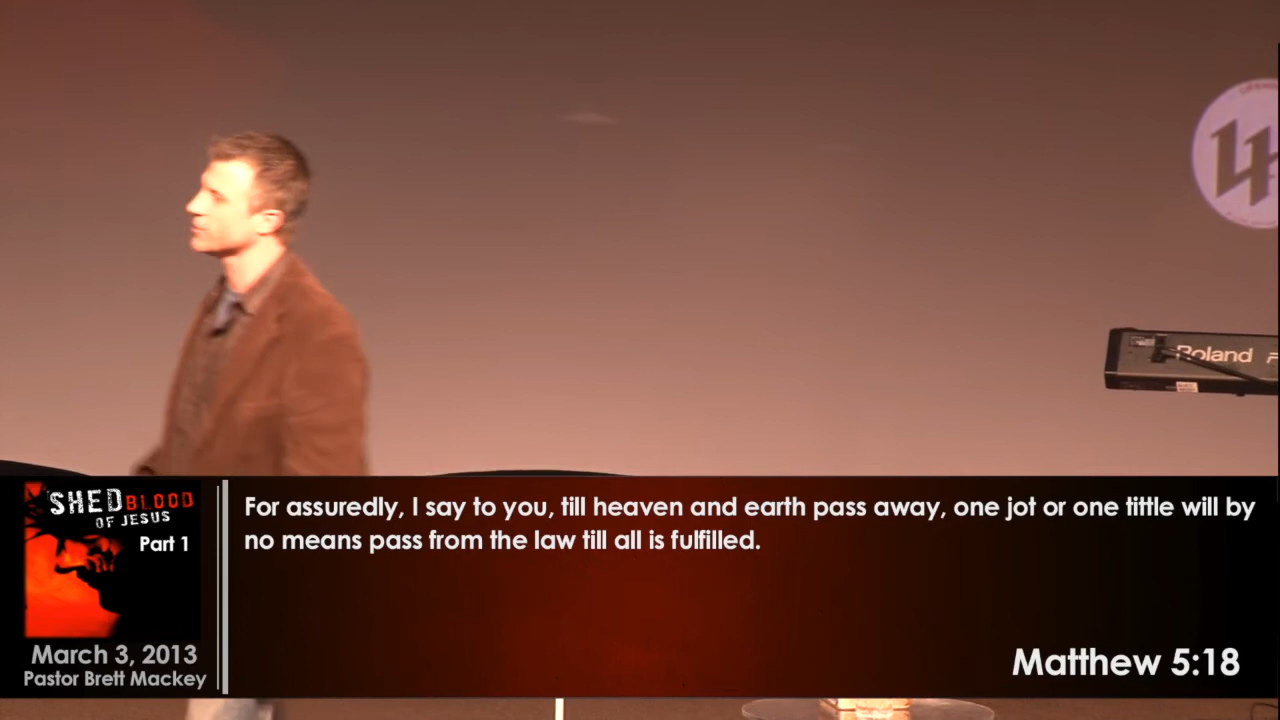 Roland
SHED BLOOD
OF JESUS
Part 1
For assuredly, I say to you, till heaven and earth pass away, one jot or one tittle will by
no means pass from the law till all is fulfilled.
March 3, 2013
Pastor Brett Mackey
Matthew 5:18